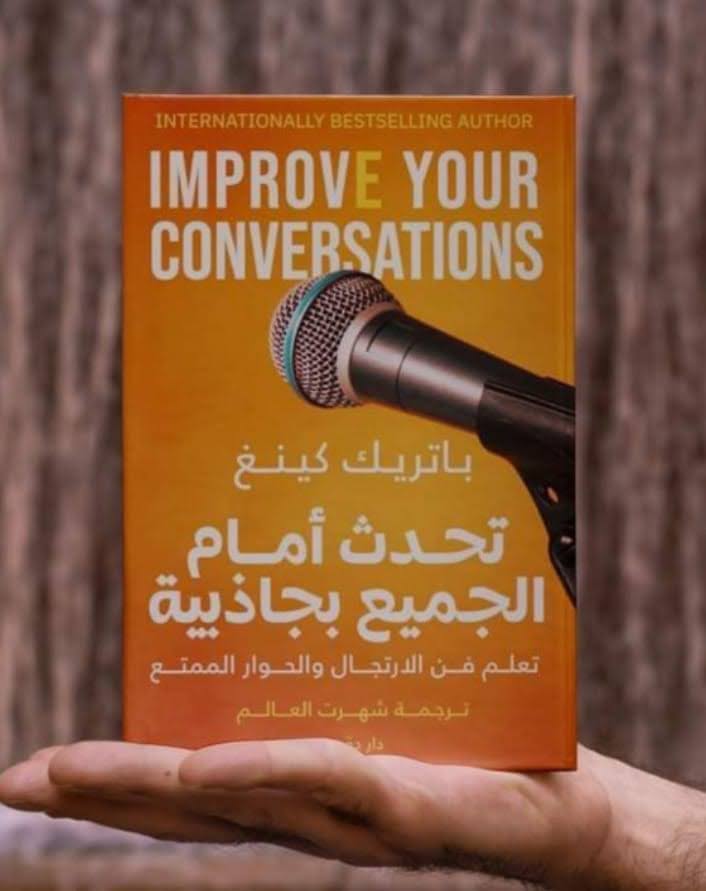 INTERNATIONALLY BESTSELLING AUTHOR
IMPROVE YOUR
CONVERSATIONS
باتريك كينغ
تحدث أمام
الجميع بجاذبية
تعلم فن الارتجال والحوار الممتع
ترجمة شهرت العالم
دار